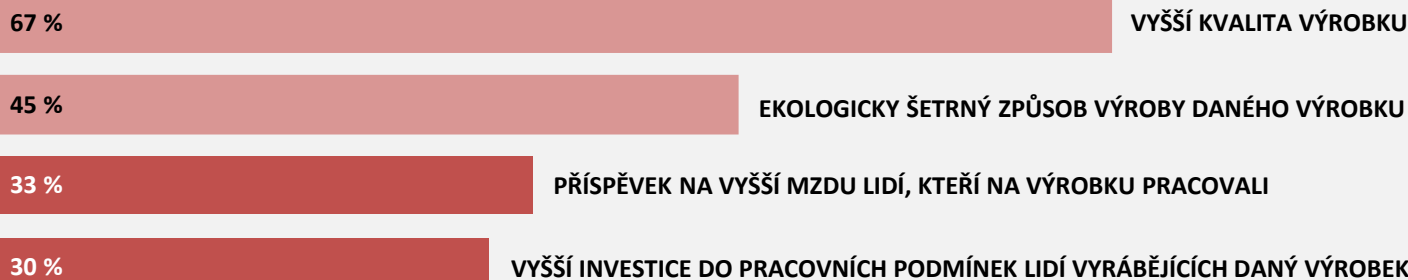 67 % VYŠŠÍ KVALITA VÝROBKU
45 % EKOLOGICKY ŠETRNÝ ZPŮSOB VÝROBY DANÉHO VÝROBKU
33 % PŘÍSPĚVEK NA VYŠŠÍ MZDU LIDÍ, KTEŘÍ NA VÝROBKU PRACOVALI
30 % VYŠŠÍ INVESTICE DO PRACOVNÍCH PODMÍNEK LIDÍ VYRÁBĚJÍCÍCH DANÝ VÝROBEK